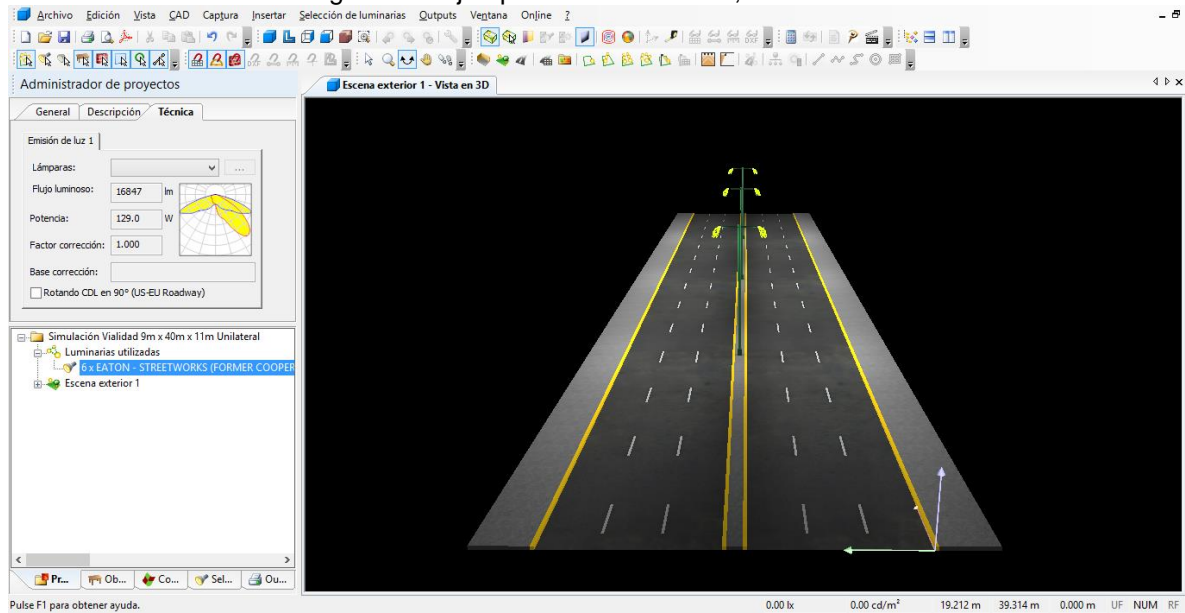 Archivo Edición Vista CAD Captura Insertar Selección de luminarias Outputs Ventana Online ?
Administrador de proyectos
Escena exterior 1 - Vista en 3D
General Descripción Técnica
Emisión de luz 1
Lámparas: ...
Flujo luminoso: 16847 lm
Potencia: 129.0 W
Factor corrección: 1.000
Base corrección:
Rotando CDL en 90° (US-EU Roadway)
Simulación Vialidad 9m x 40m x 11m Unilateral
Luminarias utilizadas
6 x EATON - STREETWORKS (FORMER COOPER
Escena exterior 1
Pr... Ob... Co... Sel... Ou...
Pulse F1 para obtener ayuda. 0.00 lx 0.00 cd/m² 19.212 m 39.314 m 0.000 m UF NUM RF